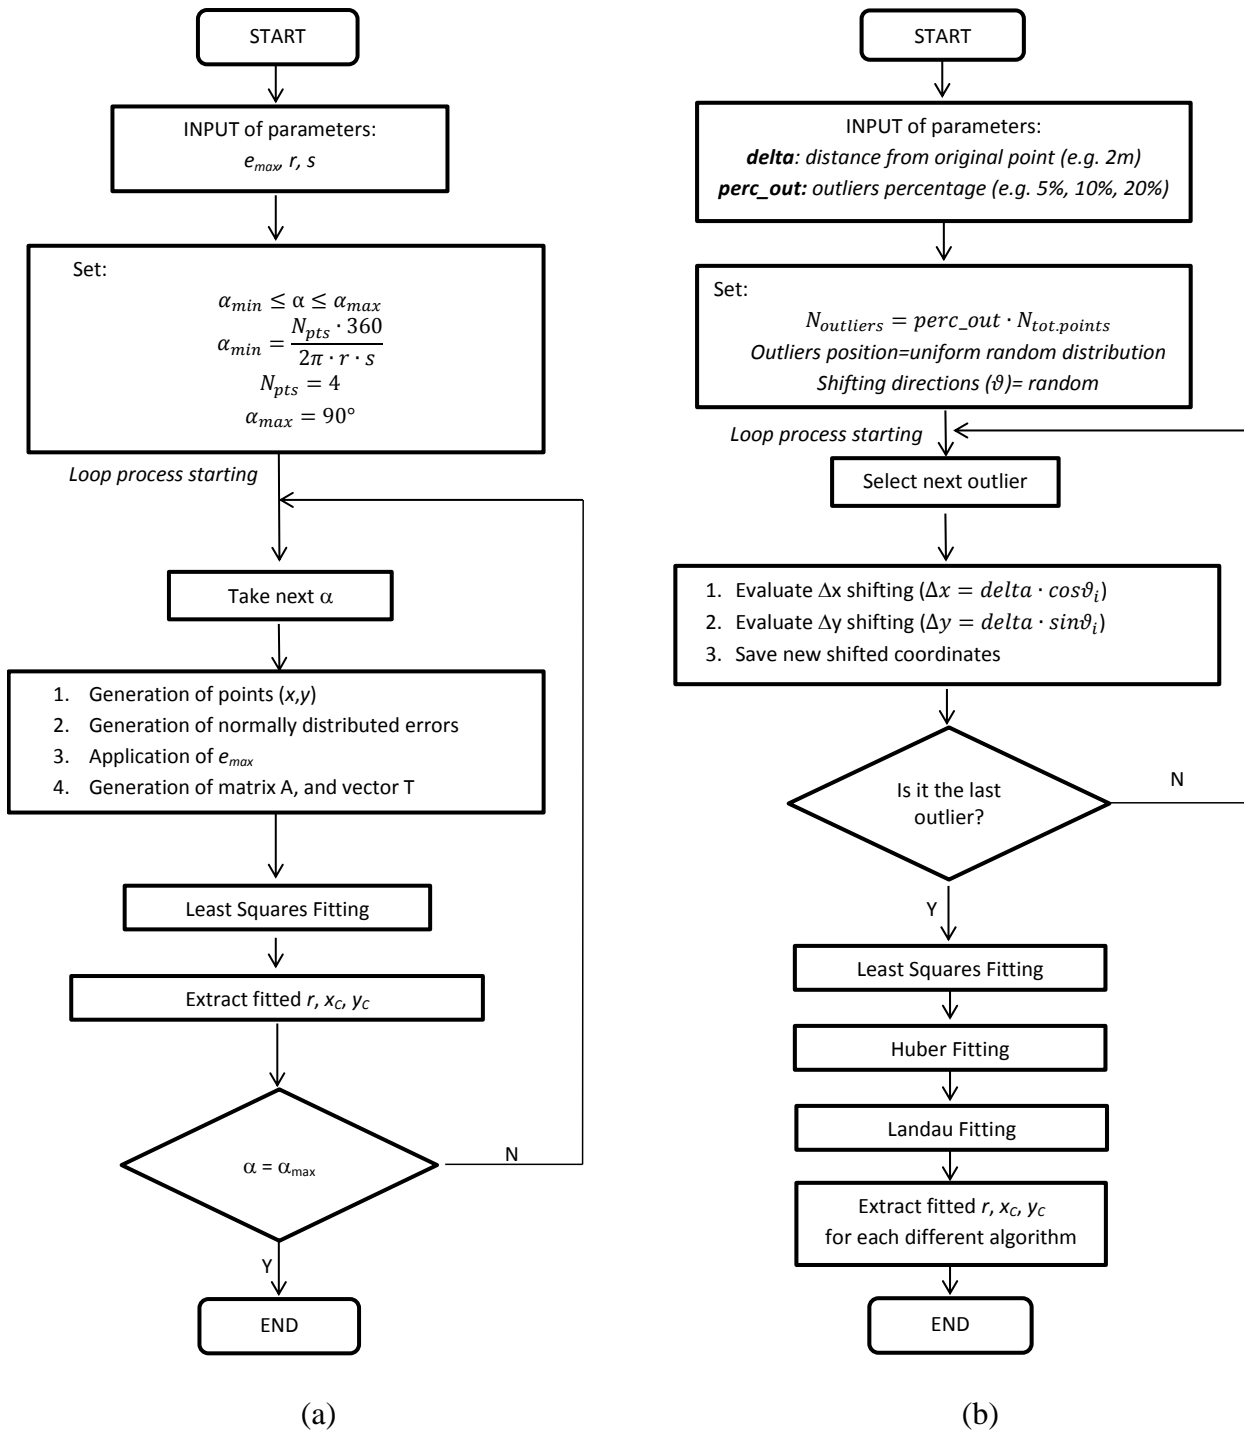 START
INPUT of parameters:
e_max, r, s
Set:
α_min ≤ α ≤ α_max
α_min = N_pts · 360 / 2π · r · s
N_pts = 4
α_max = 90°
Loop process starting
Take next α
1. Generation of points (x,y)
2. Generation of normally distributed errors
3. Application of e_max
4. Generation of matrix A, and vector T
Least Squares Fitting
Extract fitted r, x_C, y_C
α = α_max
N
Y
END
(a)
START
INPUT of parameters:
delta: distance from original point (e.g. 2m)
perc_out: outliers percentage (e.g. 5%, 10%, 20%)
Set:
N_outliers = perc_out · N_tot.points
Outliers position=uniform random distribution
Shifting directions (ϑ)= random
Loop process starting
Select next outlier
1. Evaluate Δx shifting (Δx = delta · cosϑ_i)
2. Evaluate Δy shifting (Δy = delta · sinϑ_i)
3. Save new shifted coordinates
Is it the last
outlier?
N
Y
Least Squares Fitting
Huber Fitting
Landau Fitting
Extract fitted r, x_C, y_C
for each different algorithm
END
(b)